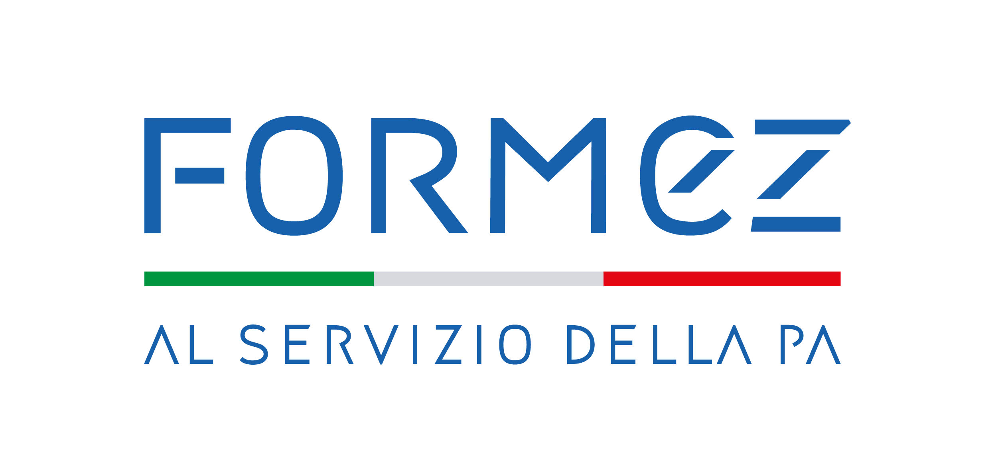 FORMEZ
AL SERVIZIO DELLA PA